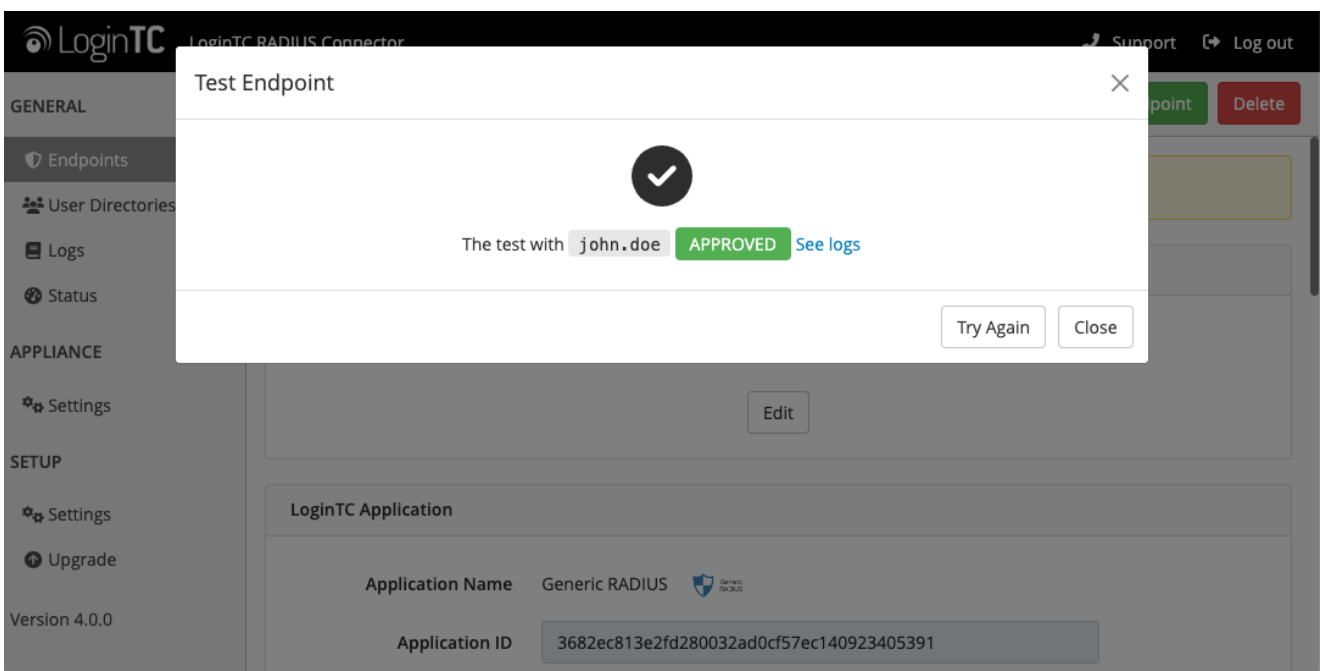 LoginTC LoginTC RADIUS Connector Support Log out
Test Endpoint
GENERAL
point Delete
Endpoints
User Directories
The test with john.doe APPROVED See logs
Logs
Status
Try Again Close
APPLIANCE
Settings
Edit
SETUP
LoginTC Application
Settings
Upgrade
Application Name Generic RADIUS Generic RADIUS
Version 4.0.0
Application ID 3682ec813e2fd280032ad0cf57ec140923405391